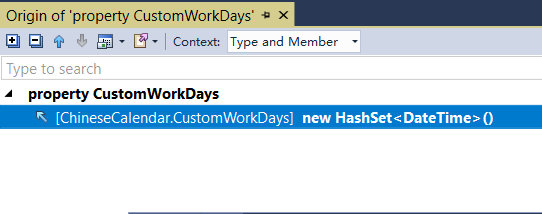 Origin of 'property CustomWorkDays'
Context: Type and Member
Type to search
property CustomWorkDays
[ChineseCalendar.CustomWorkDays] new HashSet<DateTime>()